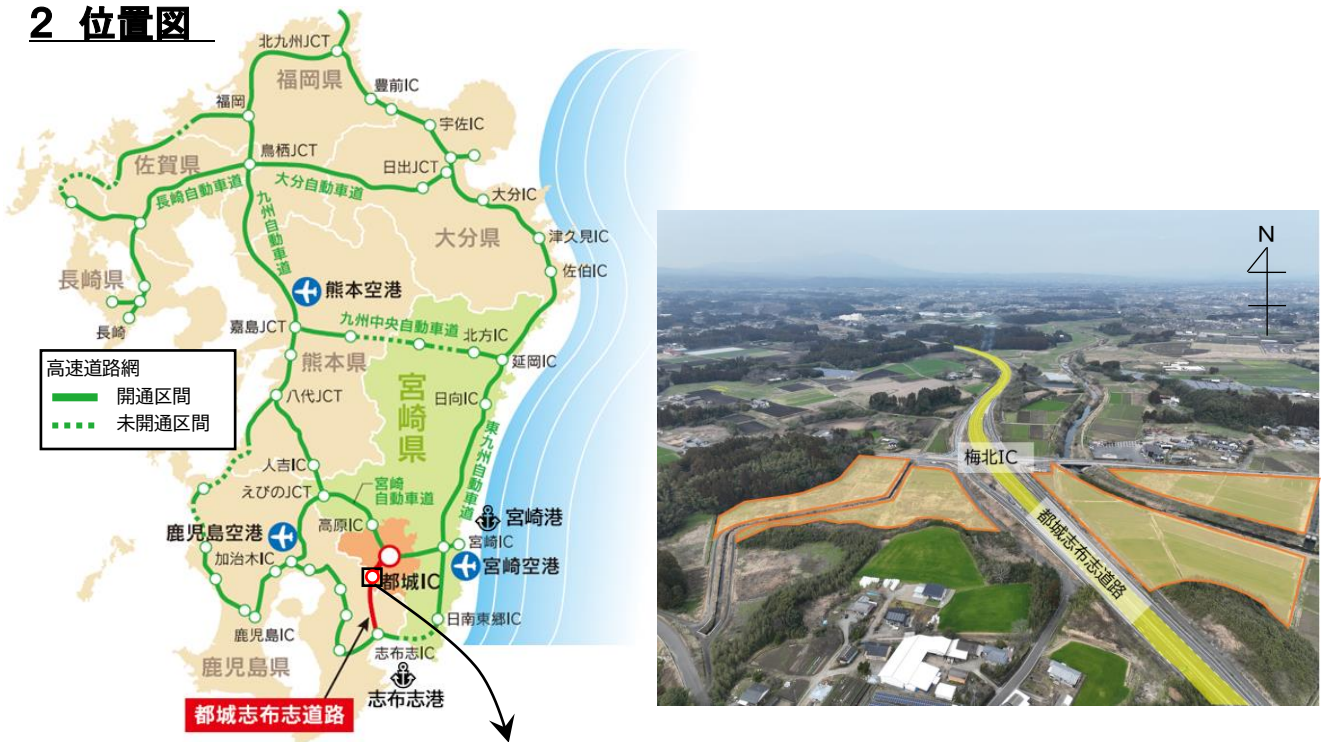 2 位置図
北九州JCT
福岡県
豊前IC
福岡
宇佐IC
佐賀県
鳥栖JCT
日出JCT
長崎自動車道
大分自動車道
九州自動車道
大分IC
大分県
津久見IC
佐伯IC
長崎県
熊本空港
長崎
嘉島JCT
九州中央自動車道
北方IC
延岡IC
熊本県
高速道路網
開通区間
未開通区間
八代JCT
宮崎県
日向IC
東九州自動車道
人吉IC
えびのJCT
宮崎
自動車道
高原IC
宮崎港
鹿児島空港
宮崎IC
加治木IC
宮崎空港
都城IC
鹿児島IC
日南東郷IC
志布志IC
鹿児島県
志布志港
都城志布志道路
N
梅北IC
都城志布志道路